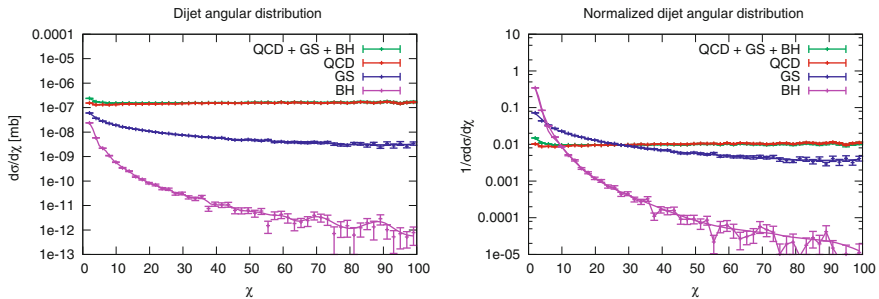 Dijet angular distribution
0.0001
1e-05
1e-06
1e-07
1e-08
1e-09
1e-10
1e-11
1e-12
1e-13
dσ/dχ [mb]
QCD + GS + BH
QCD
GS
BH
0 10 20 30 40 50 60 70 80 90 100
χ
Normalized dijet angular distribution
10
1
0.1
0.01
0.001
0.0001
1e-05
1/σdσ/dχ
QCD + GS + BH
QCD
GS
BH
0 10 20 30 40 50 60 70 80 90 100
χ